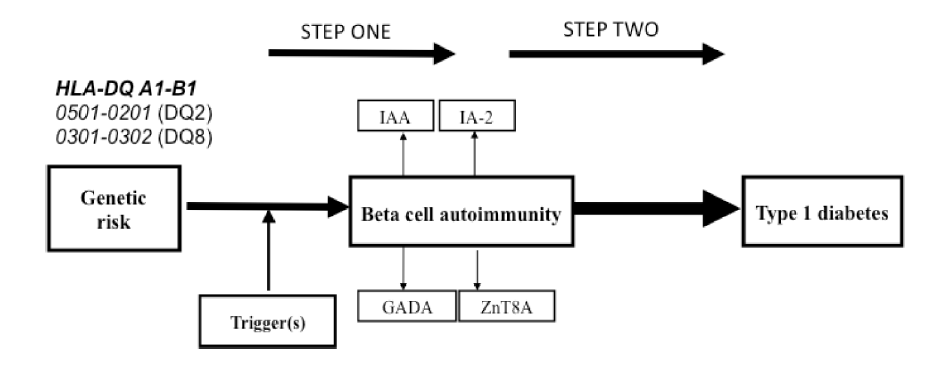 STEP ONE
STEP TWO
HLA-DQ A1-B1
0501-0201 (DQ2)
0301-0302 (DQ8)
IAA
IA-2
Genetic
risk
Beta cell autoimmunity
Type 1 diabetes
GADA
ZnT8A
Trigger(s)